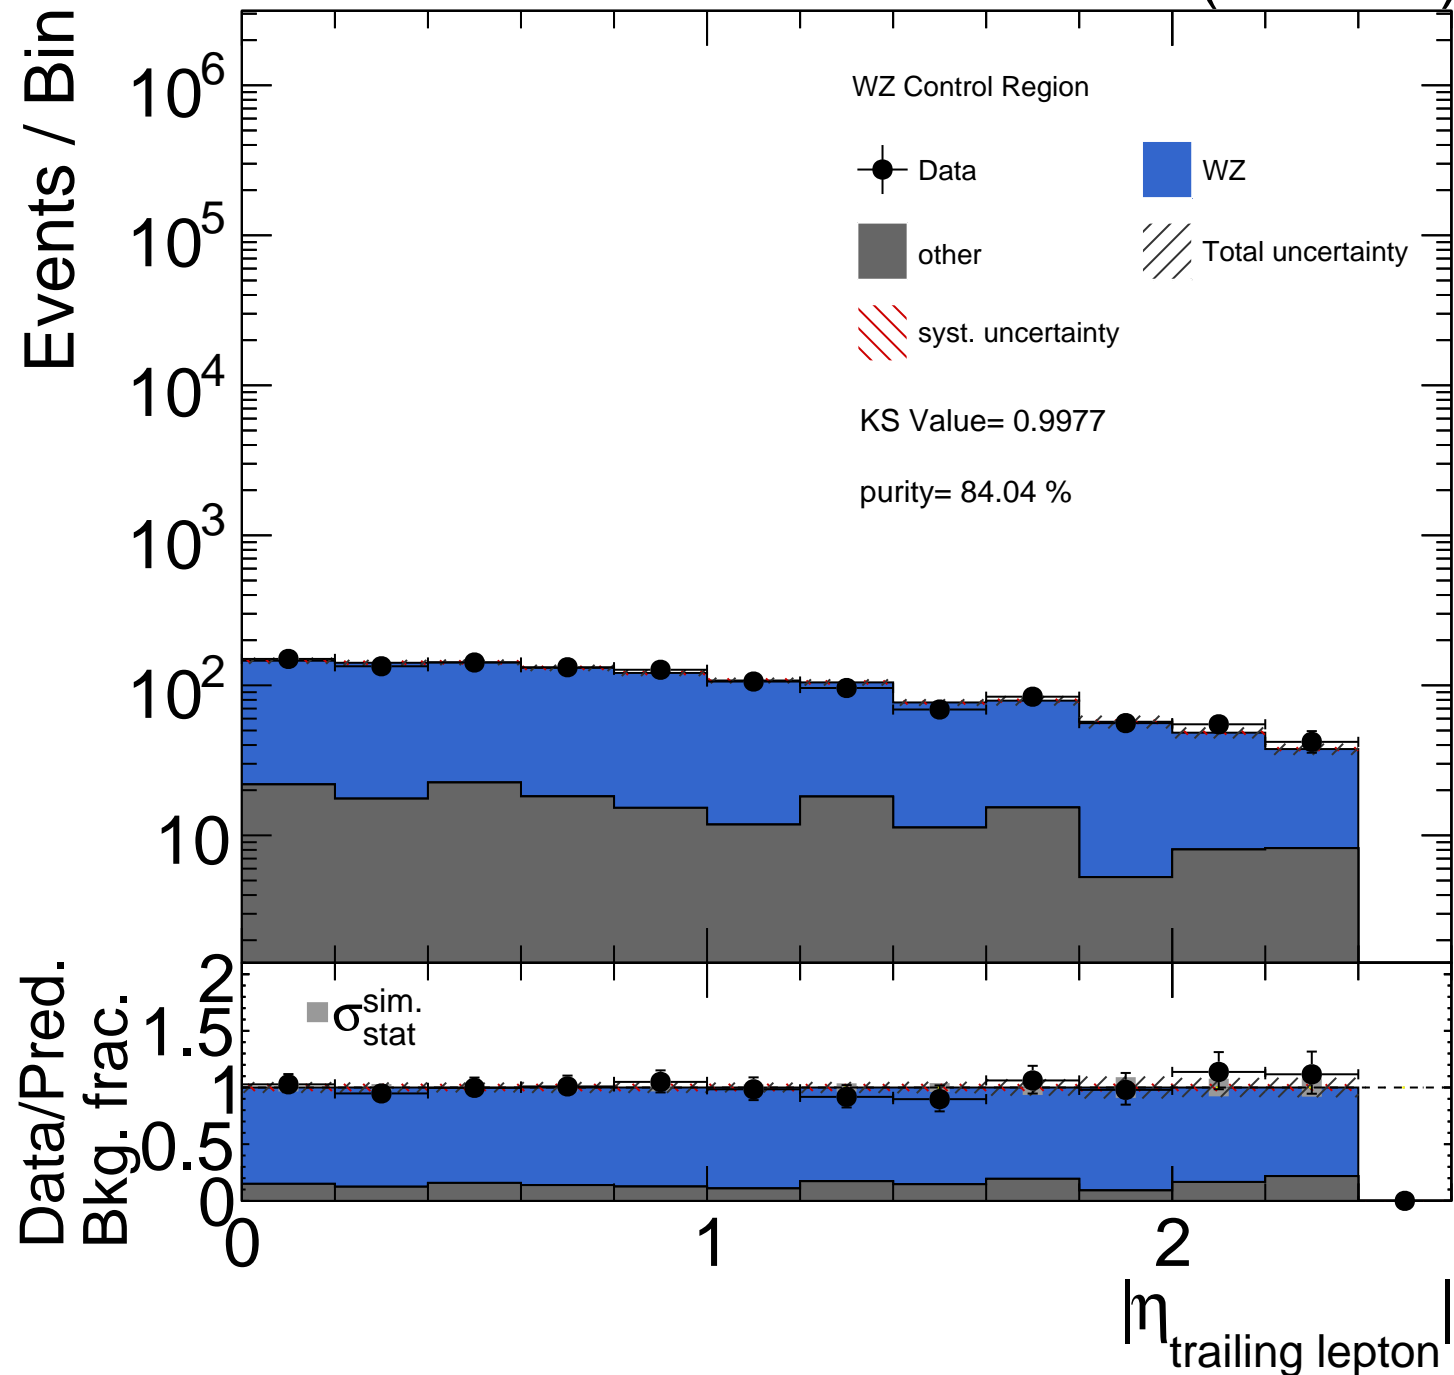 Events / Bin
10^6
10^5
10^4
10^3
10^2
10
WZ Control Region
Data
WZ
other
Total uncertainty
syst. uncertainty
KS Value= 0.9977
purity= 84.04 %
Data/Pred.
Bkg. frac.
2
1.5
1
0.5
0
σ^sim._stat
0
1
2
|η_trailing lepton|